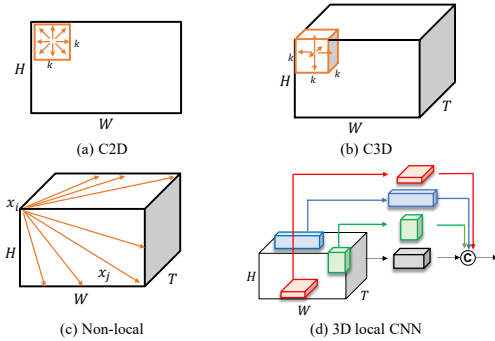 k
H
k
W
(a) C2D
k
k
k
H
T
W
(b) C3D
x_i
H
x_j
T
W
(c) Non-local
H
T
W
C
(d) 3D local CNN